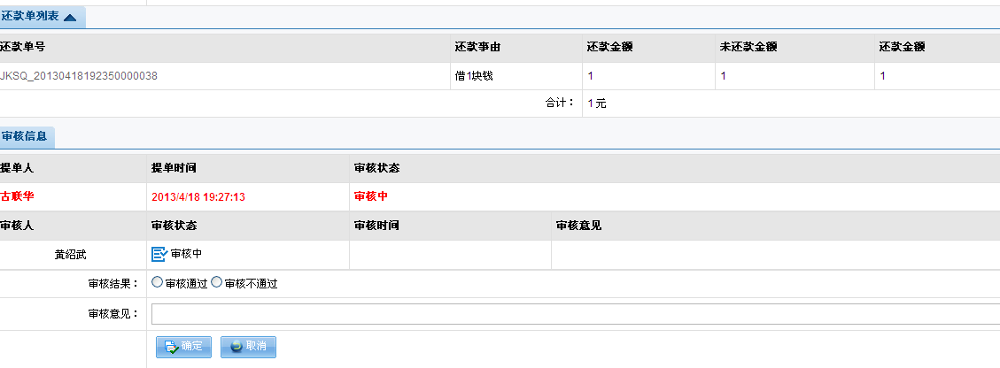 还款单列表
还款单号 还款事由 还款金额 未还款金额 还款金额
JKSQ_20130418192350000038 借1块钱 1 1 1
合计： 1 元
审核信息
提单人 提单时间 审核状态
古联华 2013/4/18 19:27:13 审核中
审核人 审核状态 审核时间 审核意见
黄绍武 审核中
审核结果： 审核通过 审核不通过
审核意见：
确定 取消